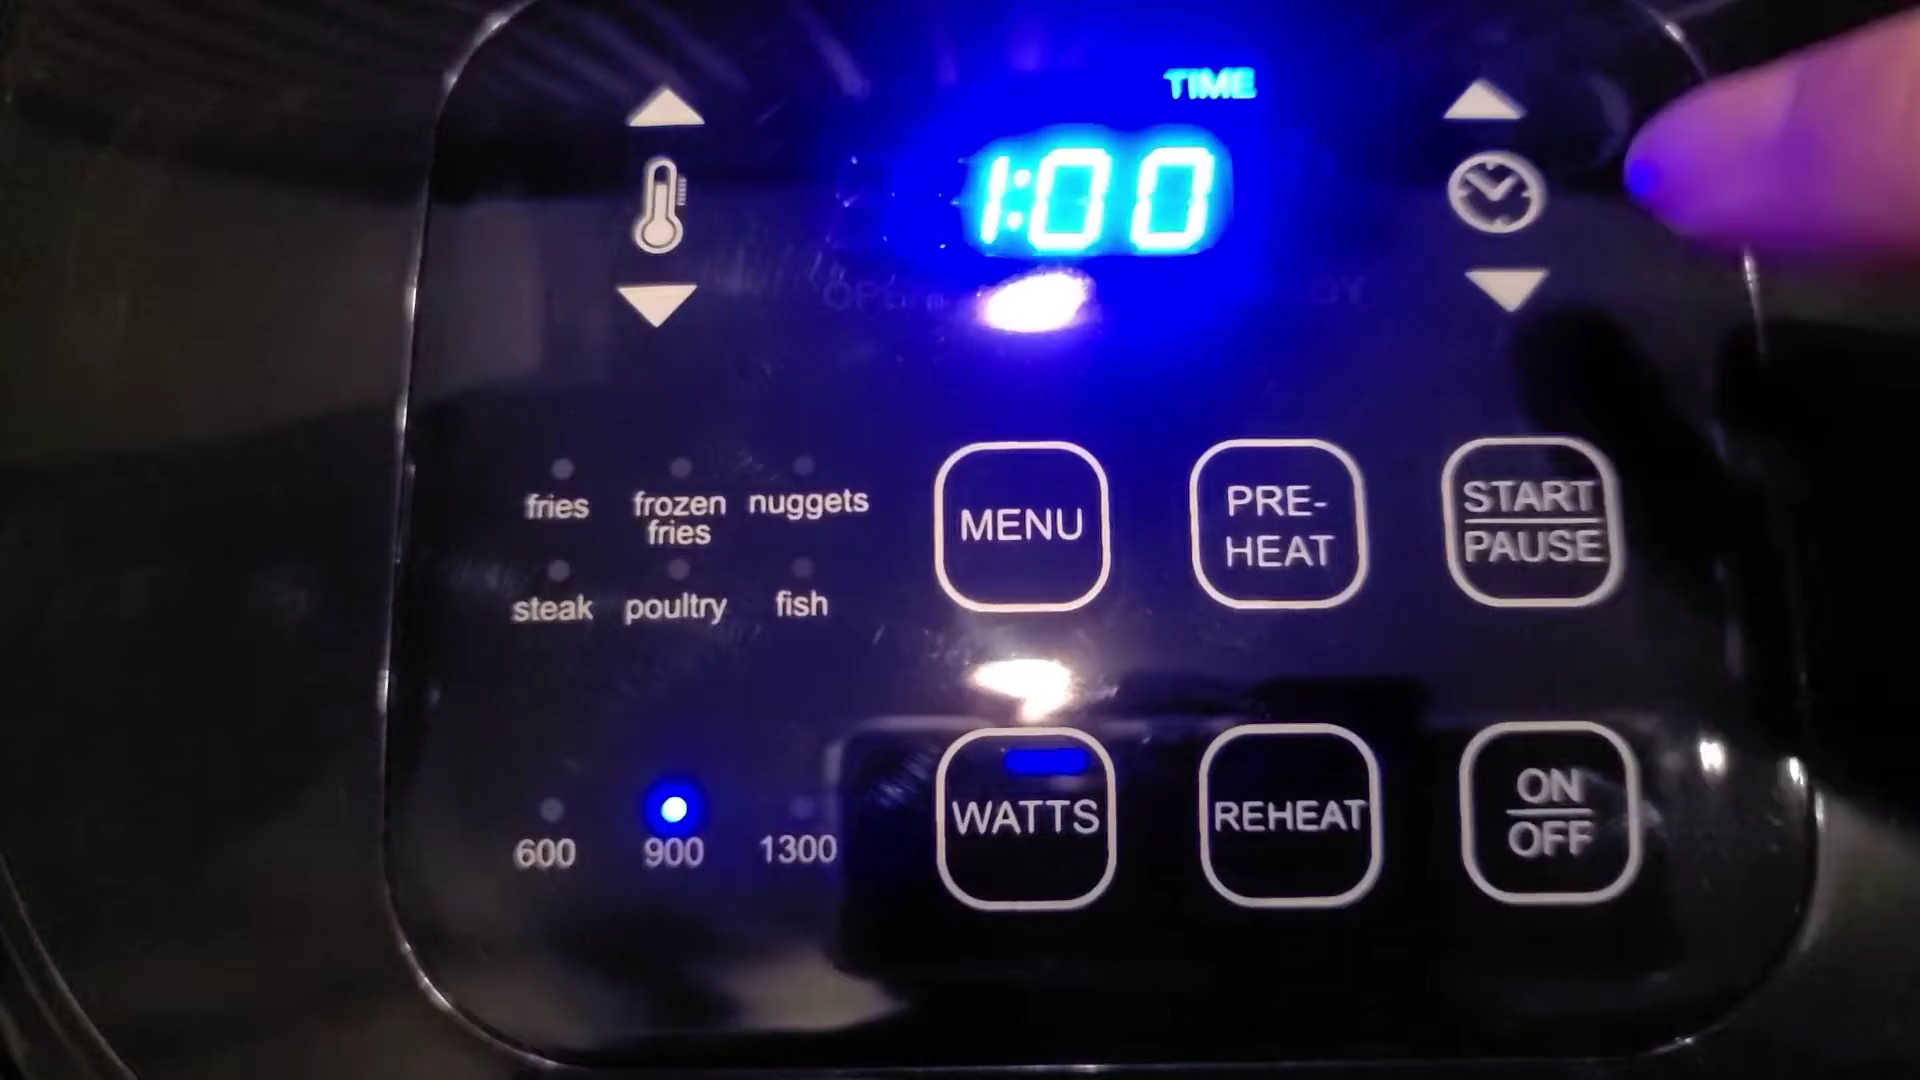 TIME
1:00
fries
frozen
fries
nuggets
steak
poultry
fish
MENU
PRE-
HEAT
START
PAUSE
600
900
1300
WATTS
REHEAT
ON
OFF